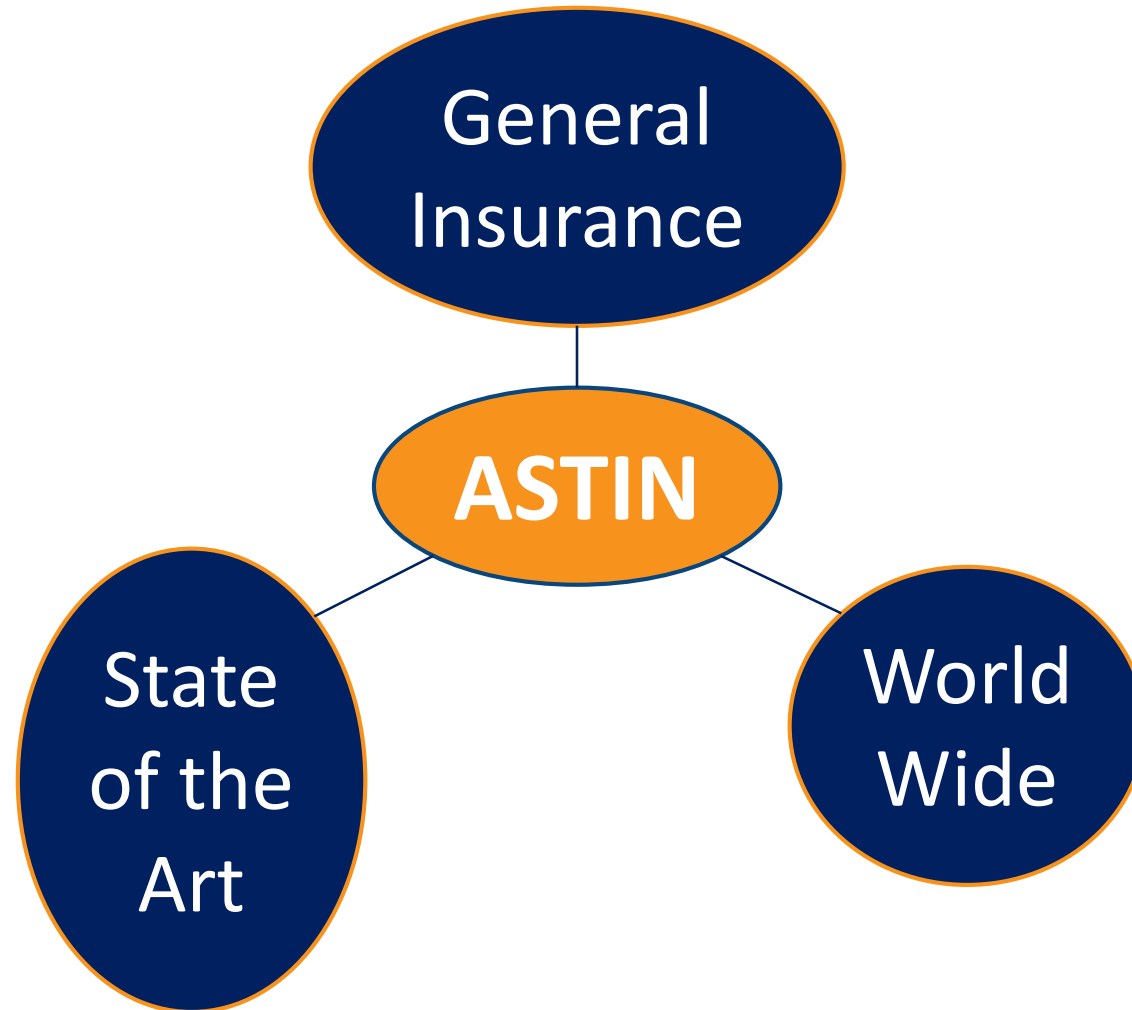 General
Insurance
ASTIN
State
of the
Art
World
Wide